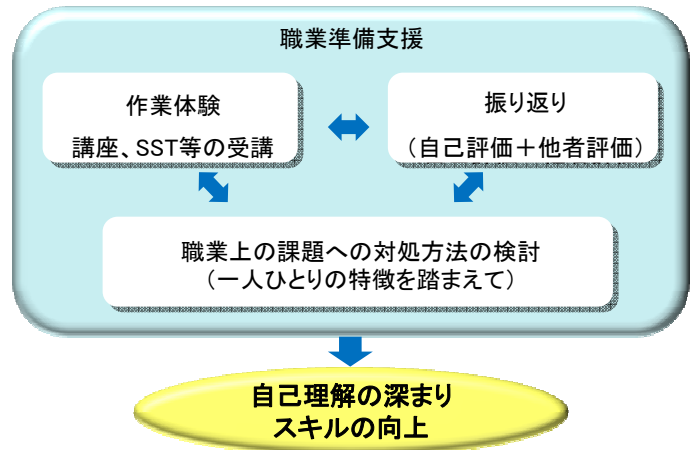 職業準備支援
作業体験
講座、SST等の受講
振り返り
（自己評価＋他者評価）
職業上の課題への対処方法の検討
（一人ひとりの特徴を踏まえて）
自己理解の深まり
スキルの向上